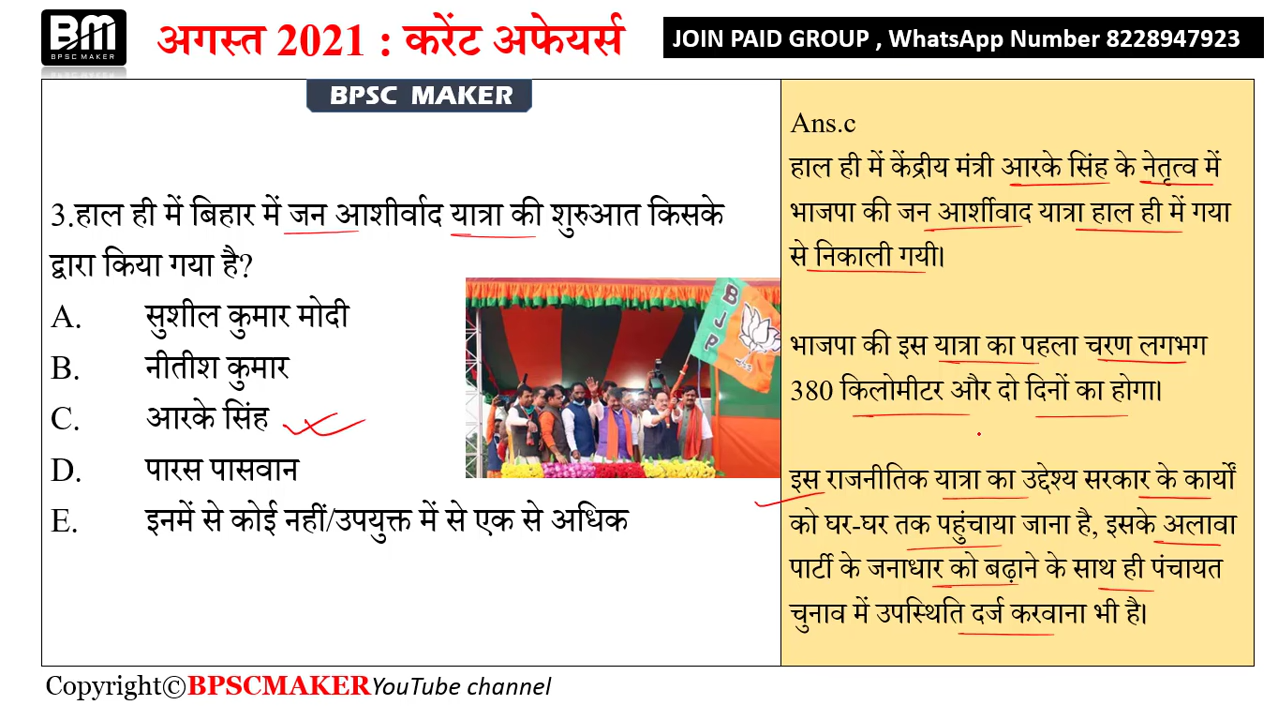 BM
BPSC MAKER
अगस्त 2021 : करेंट अफेयर्स
JOIN PAID GROUP , WhatsApp Number 8228947923
BPSC MAKER
3.हाल ही में बिहार में जन आशीर्वाद यात्रा की शुरुआत किसके
द्वारा किया गया है?
A. सुशील कुमार मोदी
B. नीतीश कुमार
C. आरके सिंह
D. पारस पासवान
E. इनमें से कोई नहीं/उपयुक्त में से एक से अधिक
BJP
Ans.c
हाल ही में केंद्रीय मंत्री आरके सिंह के नेतृत्व में
भाजपा की जन आर्शीवाद यात्रा हाल ही में गया
से निकाली गयी।
भाजपा की इस यात्रा का पहला चरण लगभग
380 किलोमीटर और दो दिनों का होगा।
इस राजनीतिक यात्रा का उद्देश्य सरकार के कार्यों
को घर-घर तक पहुंचाया जाना है, इसके अलावा
पार्टी के जनाधार को बढ़ाने के साथ ही पंचायत
चुनाव में उपस्थिति दर्ज करवाना भी है।
Copyright©BPSCMAKERYouTube channel